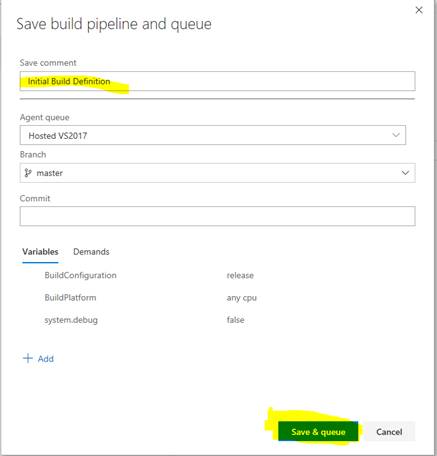 Save build pipeline and queue
Save comment
Initial Build Definition
Agent queue
Hosted VS2017
Branch
master
Commit
Variables Demands
BuildConfiguration release
BuildPlatform any cpu
system.debug false
+ Add
Save & queue Cancel